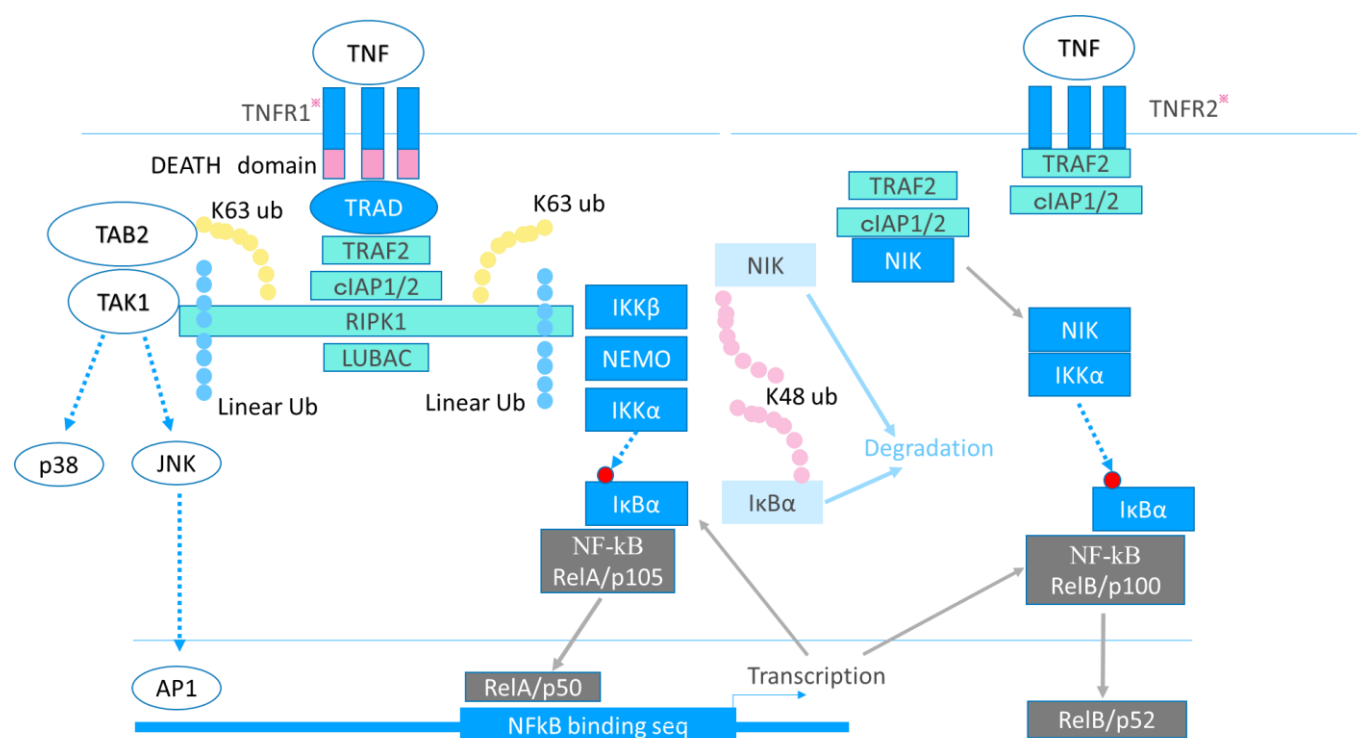 TNF
TNF
TNFR1※
TNFR2※
DEATH domain
TRAD
TRAF2
cIAP1/2
TRAF2
cIAP1/2
NIK
K63 ub
K63 ub
TAB2
TRAF2
cIAP1/2
NIK
TAK1
RIPK1
LUBAC
IKKβ
NEMO
IKKα
NIK
IKKα
Linear Ub
Linear Ub
K48 ub
Degradation
p38
JNK
IκBα
IκBα
IκBα
NF-kB
RelA/p105
NF-kB
RelB/p100
Transcription
AP1
RelA/p50
NFkB binding seq
RelB/p52